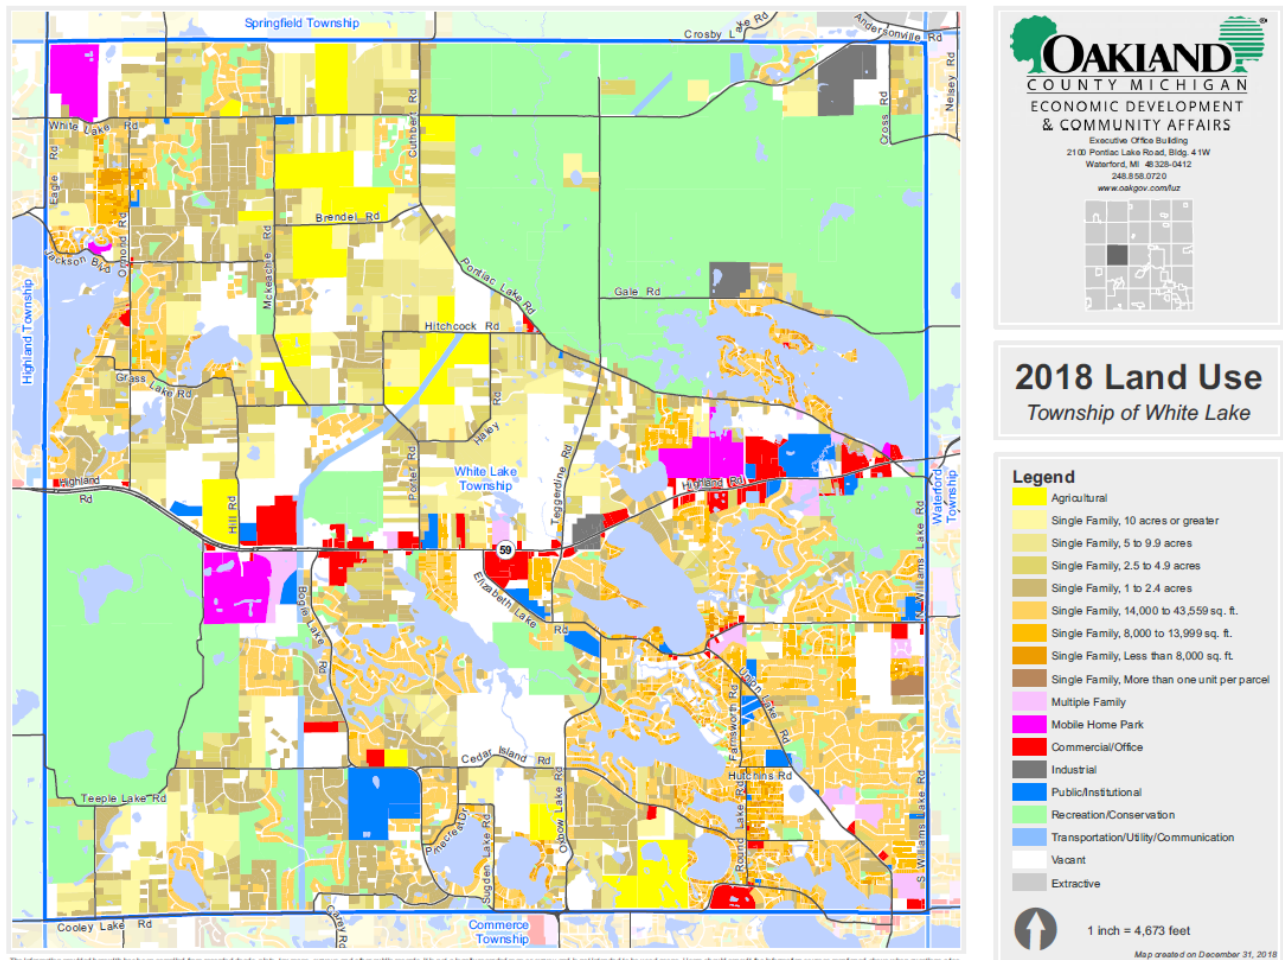 Springfield Township
Crosby Lake Rd
Andersonville Rd
Nelsey Rd
Cross Rd
White Lake Rd
Cuthbert Rd
Eagle Rd
Ormond Rd
Brendel Rd
Mckeachie Rd
Jackson Blvd
Pontiac Lake Rd
Gale Rd
Highland Township
Hitchcock Rd
Grass Lake Rd
Haley Rd
Porter Rd
Teggerdine Rd
White Lake
Township
Highland Rd
Highland
Rd
Hill Rd
Waterford
Township
N Williams Lake Rd
59
Elizabeth Lake Rd
Bogie Lake Rd
Union Lake Rd
Farnsworth Rd
Cedar Island Rd
Hutchins Rd
Teeple Lake Rd
Oxbow Lake Rd
Pinecrest Dr
Sugden Lake Rd
Round Lake Rd
S Williams Lake Rd
Cooley Lake Rd
Carey Rd
Commerce
Township
OAKLAND®
COUNTY MICHIGAN
ECONOMIC DEVELOPMENT
& COMMUNITY AFFAIRS
Executive Office Building
2100 Pontiac Lake Road, Bldg. 41W
Waterford, MI 48328-0412
248.858.0720
www.oakgov.com/luz
2018 Land Use
Township of White Lake
Legend
Agricultural
Single Family, 10 acres or greater
Single Family, 5 to 9.9 acres
Single Family, 2.5 to 4.9 acres
Single Family, 1 to 2.4 acres
Single Family, 14,000 to 43,559 sq. ft.
Single Family, 8,000 to 13,999 sq. ft.
Single Family, Less than 8,000 sq. ft.
Single Family, More than one unit per parcel
Multiple Family
Mobile Home Park
Commercial/Office
Industrial
Public/Institutional
Recreation/Conservation
Transportation/Utility/Communication
Vacant
Extractive
1 inch = 4,673 feet
Map created on December 31, 2018